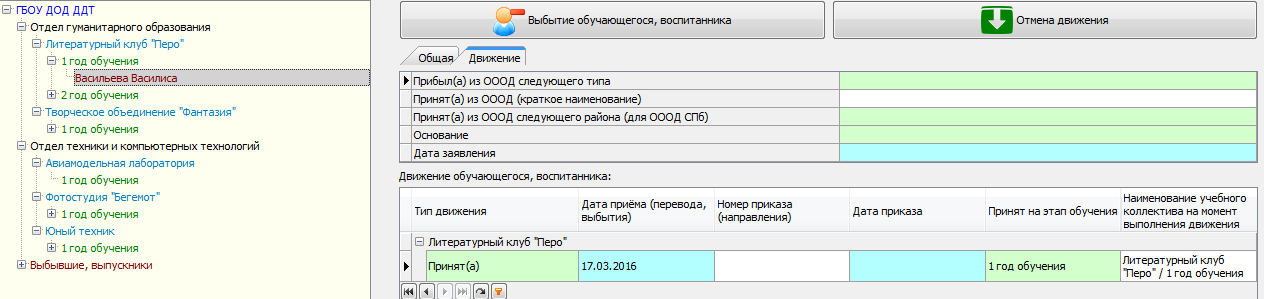 ГБОУ ДОД ДДТ
Отдел гуманитарного образования
Литературный клуб "Перо"
1 год обучения
Васильева Василиса
2 год обучения
Творческое объединение "Фантазия"
1 год обучения
Отдел техники и компьютерных технологий
Авиамодельная лаборатория
1 год обучения
Фотостудия "Бегемот"
1 год обучения
Юный техник
1 год обучения
Выбывшие, выпускники
Выбытие обучающегося, воспитанника
Отмена движения
Общая
Движение
Прибыл(а) из ОООД следующего типа
Принят(а) из ОООД (краткое наименование)
Принят(а) из ОООД следующего района (для ОООД СПб)
Основание
Дата заявления
Движение обучающегося, воспитанника:
Тип движения
Дата приёма (перевода,
выбытия)
Номер приказа
(направления)
Дата приказа
Принят на этап обучения
Наименование учебного
коллектива на момент
выполнения движения
Литературный клуб "Перо"
Принят(а)
17.03.2016
1 год обучения
Литературный клуб
"Перо" / 1 год обучения